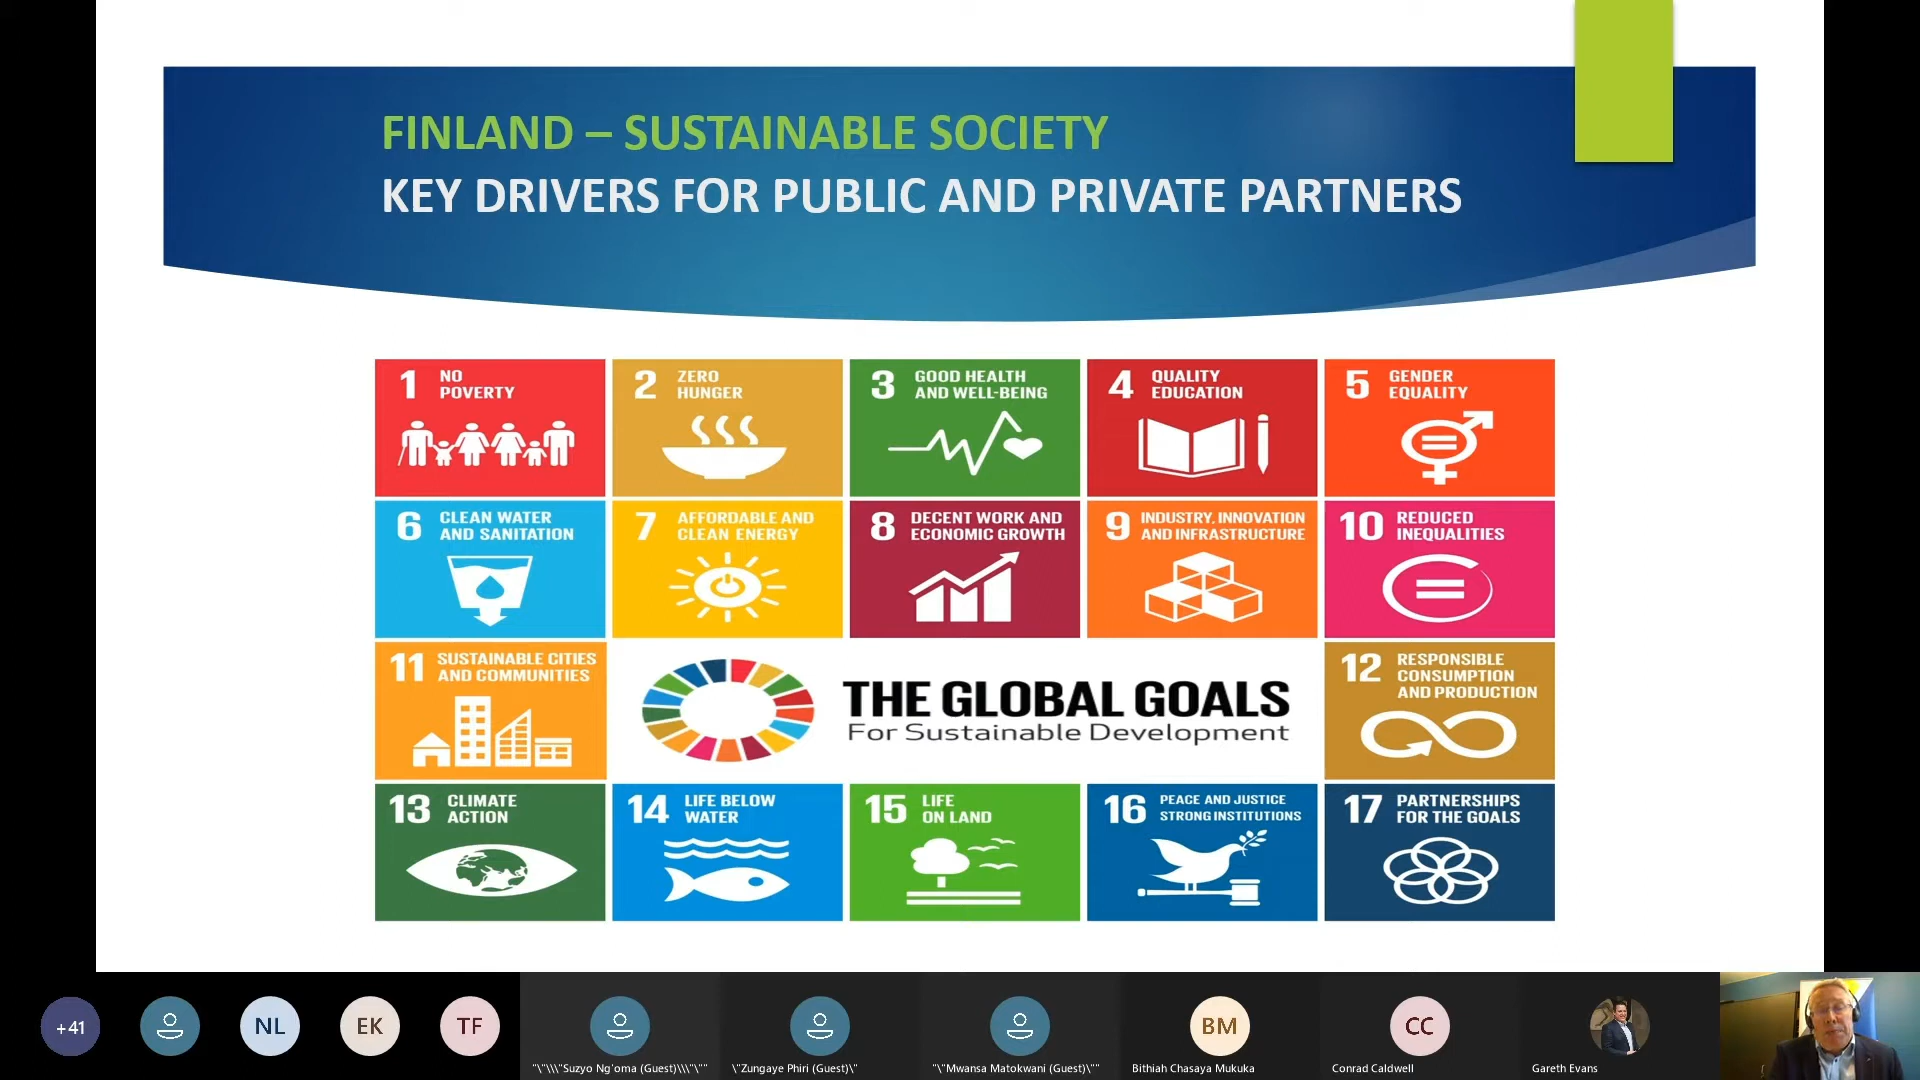 FINLAND – SUSTAINABLE SOCIETY
KEY DRIVERS FOR PUBLIC AND PRIVATE PARTNERS
1 NO
POVERTY
2 ZERO
HUNGER
3 GOOD HEALTH
AND WELL-BEING
4 QUALITY
EDUCATION
5 GENDER
EQUALITY
6 CLEAN WATER
AND SANITATION
7 AFFORDABLE AND
CLEAN ENERGY
8 DECENT WORK AND
ECONOMIC GROWTH
9 INDUSTRY, INNOVATION
AND INFRASTRUCTURE
10 REDUCED
INEQUALITIES
11 SUSTAINABLE CITIES
AND COMMUNITIES
THE GLOBAL GOALS
For Sustainable Development
12 RESPONSIBLE
CONSUMPTION
AND PRODUCTION
13 CLIMATE
ACTION
14 LIFE BELOW
WATER
15 LIFE
ON LAND
16 PEACE AND JUSTICE
STRONG INSTITUTIONS
17 PARTNERSHIPS
FOR THE GOALS
+41
NL
EK
TF
"\"\\\"Suzyo Ng'oma (Guest)\\\"\""
\"Zungaye Phiri (Guest)\"
"\"Mwansa Matokwani (Guest)\""
BM
Bithiah Chasaya Mukuka
CC
Conrad Caldwell
Gareth Evans